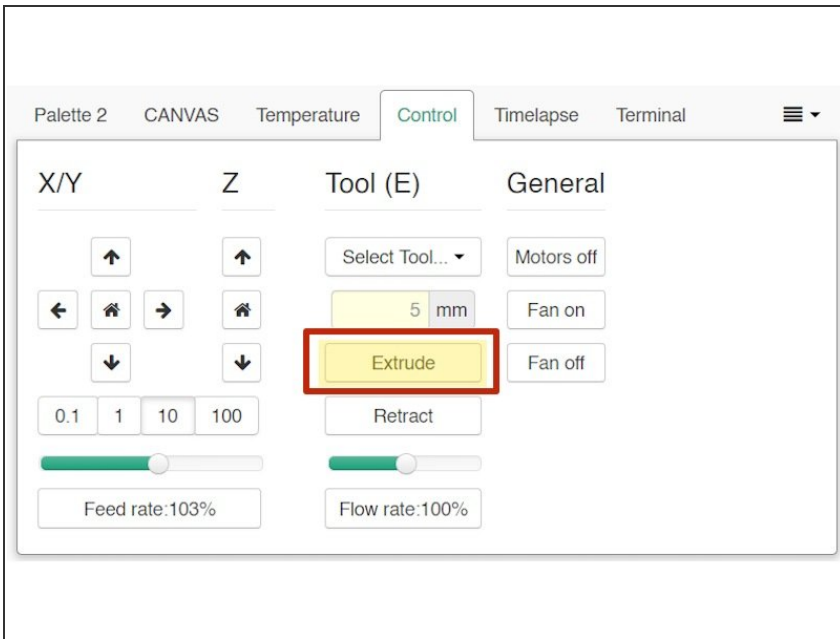 Palette 2 CANVAS Temperature Control Timelapse Terminal
X/Y Z Tool (E) General
Select Tool... Motors off
5 mm Fan on
Extrude Fan off
0.1 1 10 100 Retract
Feed rate:103% Flow rate:100%